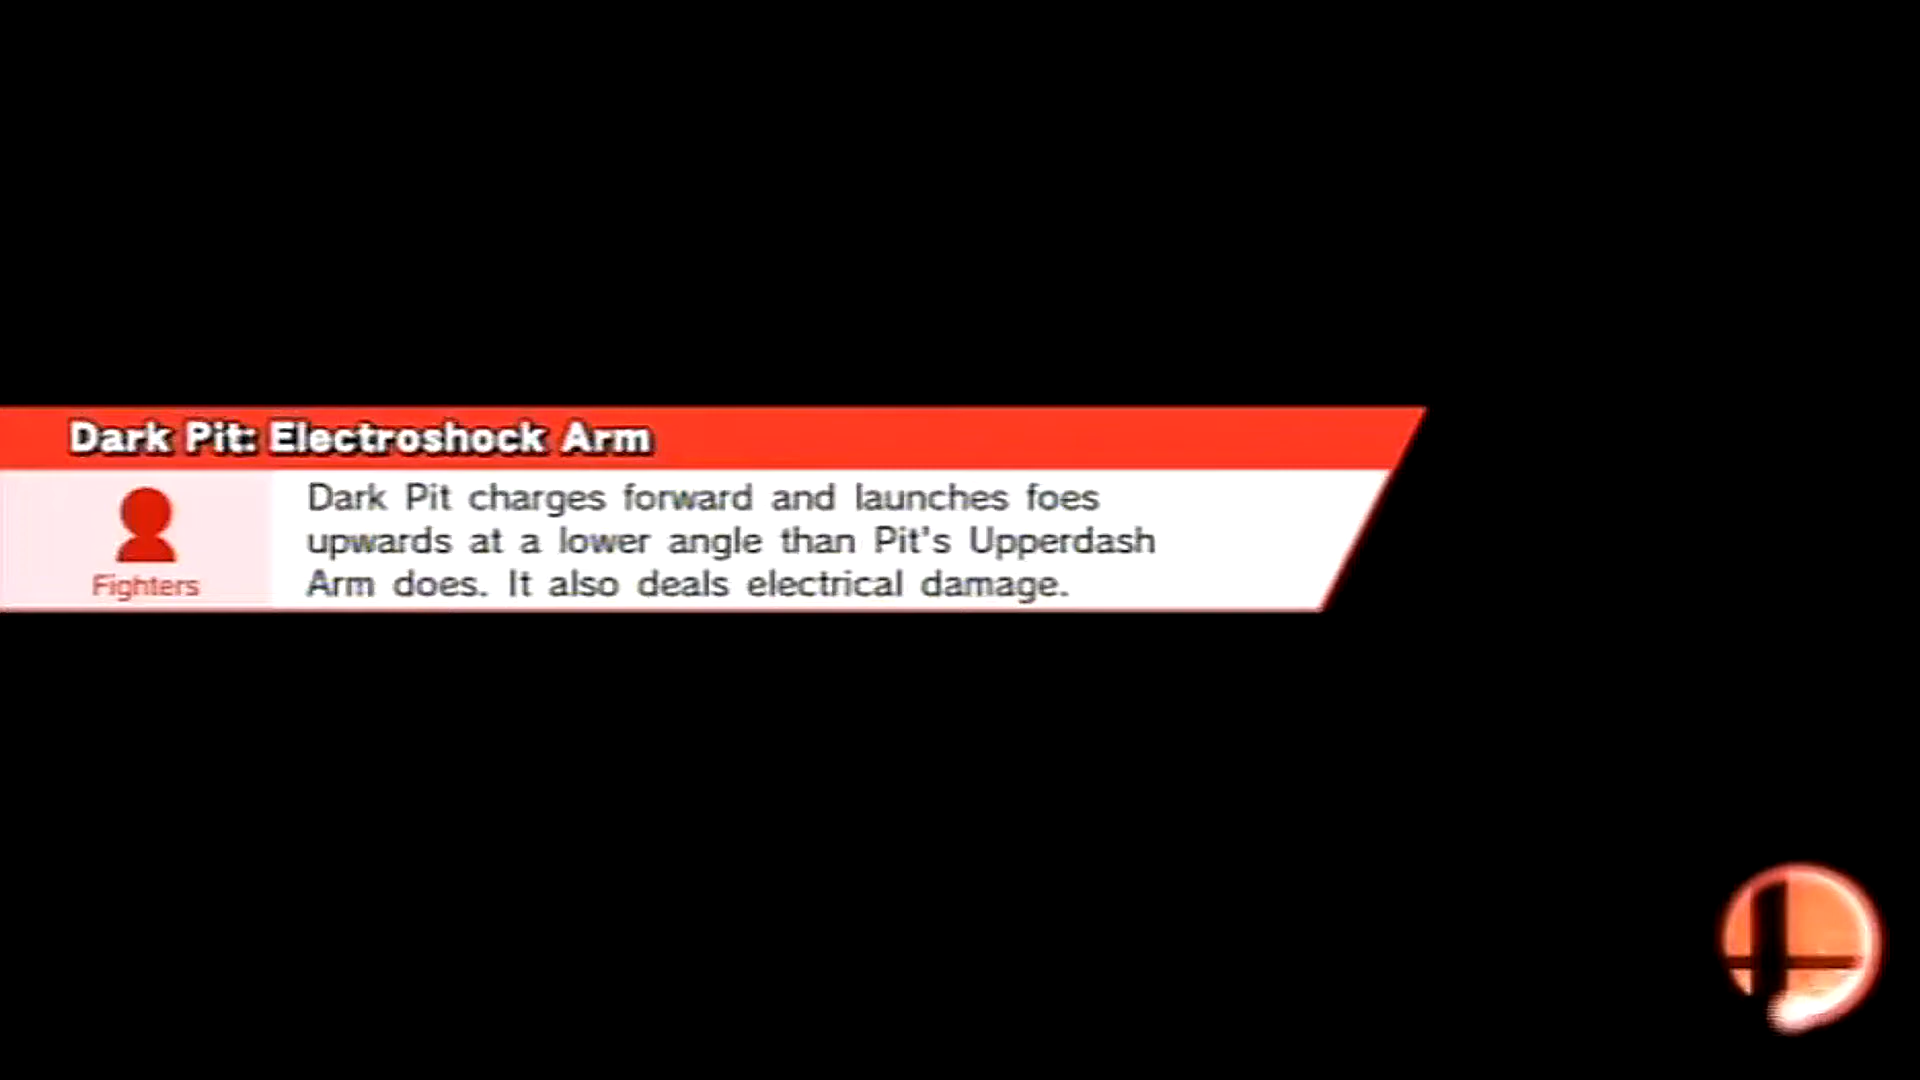 Dark Pit: Electroshock Arm
Dark Pit charges forward and launches foes
upwards at a lower angle than Pit's Upperdash
Arm does. It also deals electrical damage.
Fighters